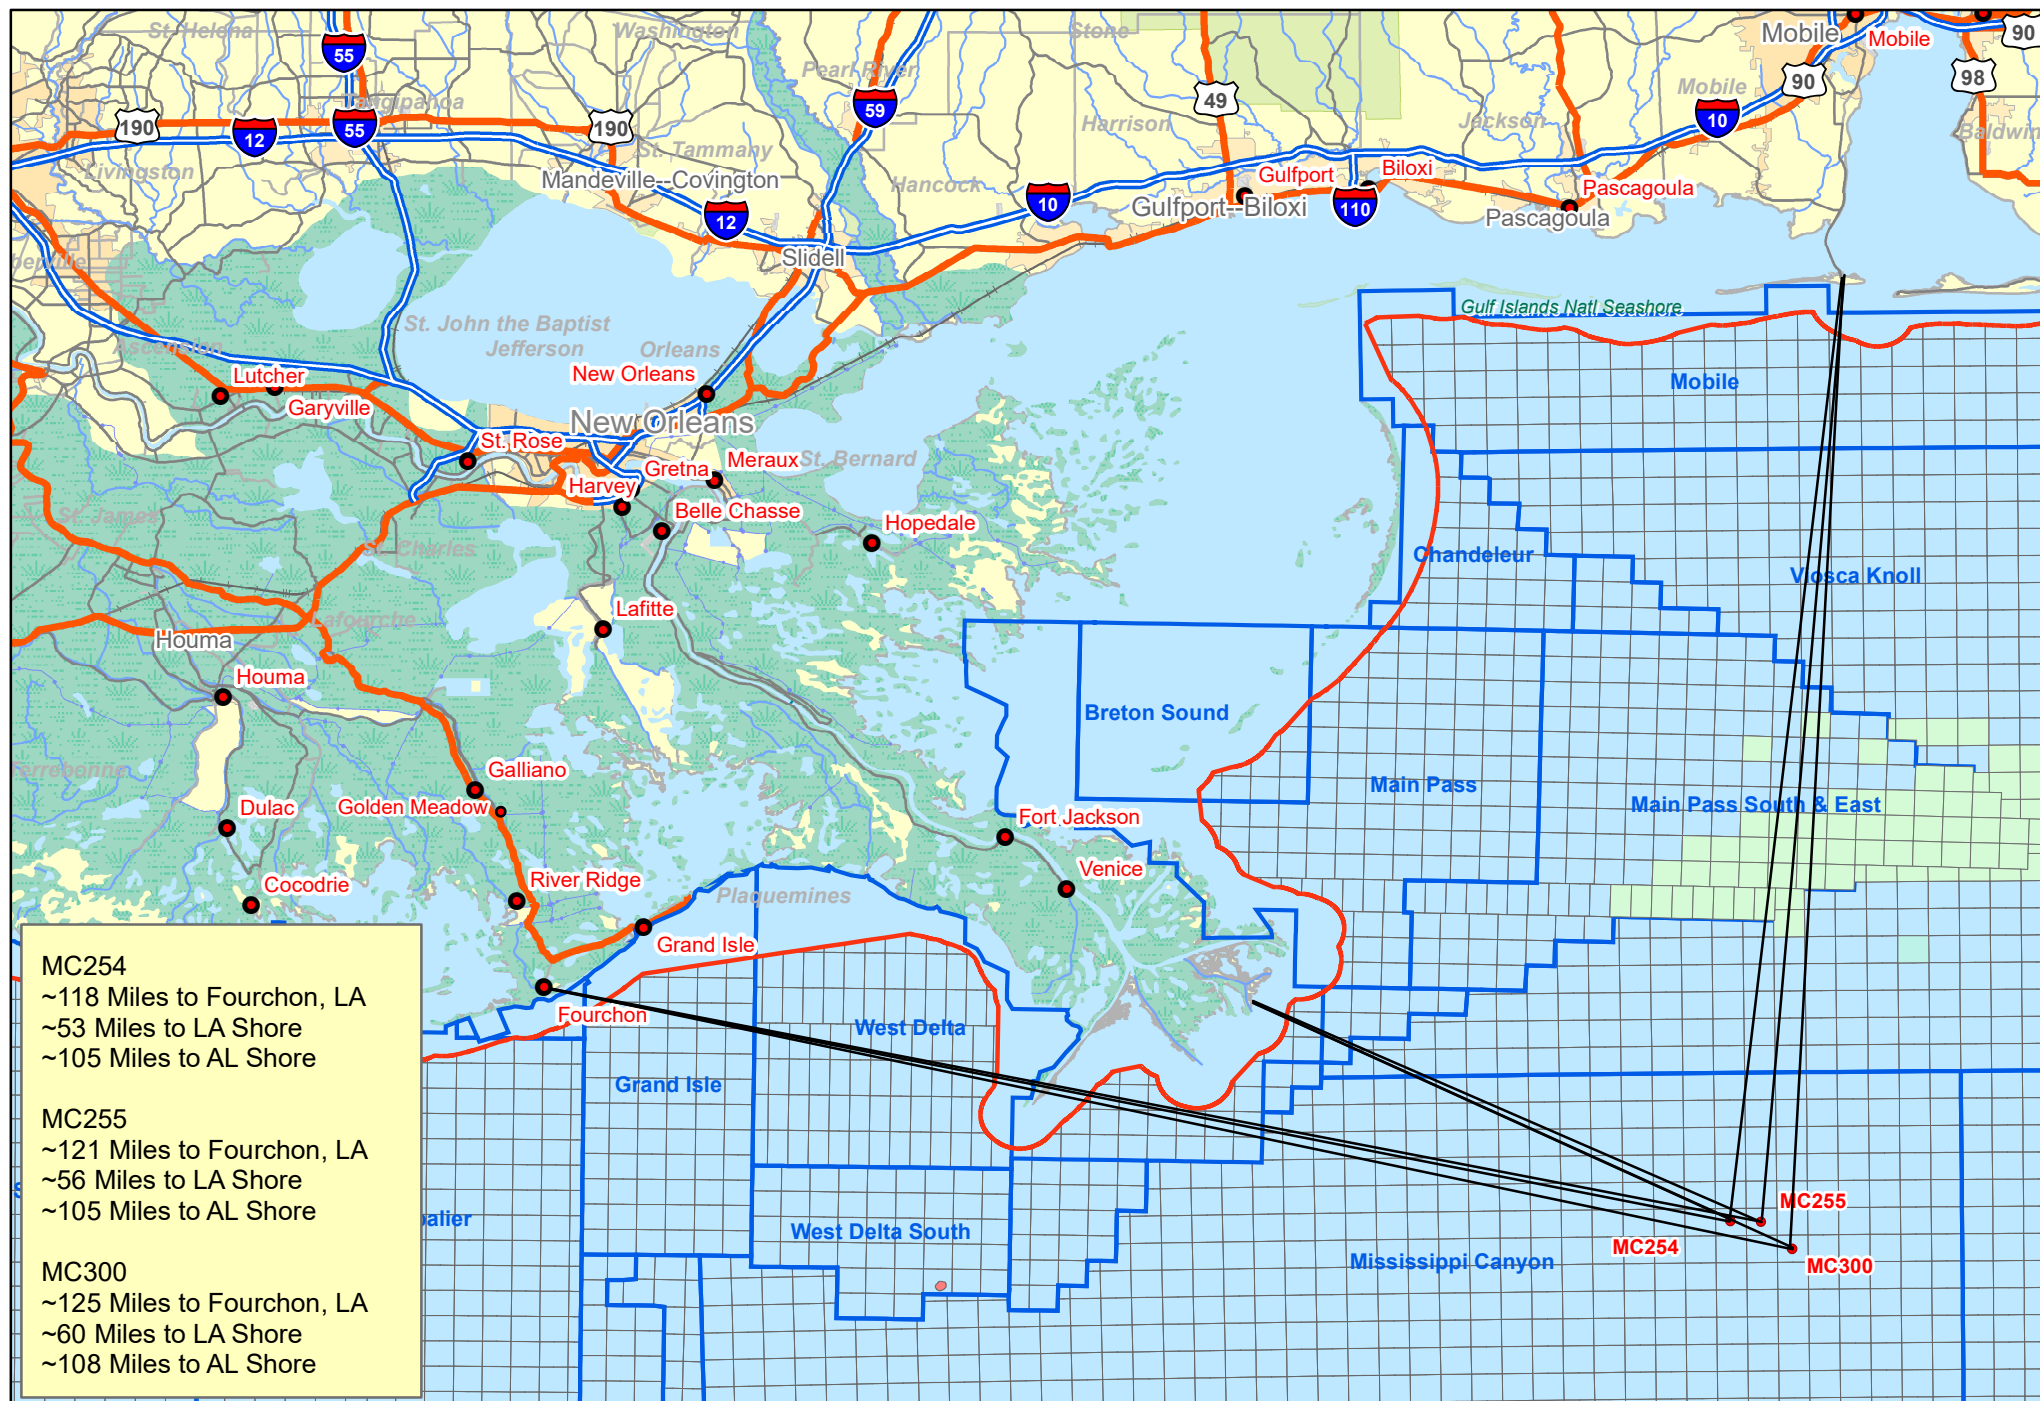 St. Helena
Washington
Stone
Mobile
Mobile
90
55
Pearl River
90
98
Mobile
49
Tangipahoa
59
10
190
12
55
190
Harrison
Jackson
Baldwin
St. Tammany
Livingston
Mandeville--Covington
Hancock
Gulfport
Biloxi
Pascagoula
10
Gulfport--Biloxi
110
Pascagoula
12
Slidell
Gulf Islands Natl Seashore
St. John the Baptist
Jefferson
Orleans
Ascension
New Orleans
Mobile
Lutcher
Garyville
New Orleans
St. Rose
Gretna
Meraux
St. Bernard
Harvey
Belle Chasse
Hopedale
St. James
St. Charles
Chandeleur
Viosca Knoll
Lafitte
Lafourche
Houma
Houma
Breton Sound
Galliano
Terrebonne
Main Pass
Main Pass South & East
Golden Meadow
Dulac
Fort Jackson
Venice
River Ridge
Cocodrie
Plaquemines
Grand Isle
Fourchon
West Delta
Grand Isle
MC254
~118 Miles to Fourchon, LA
~53 Miles to LA Shore
~105 Miles to AL Shore
MC255
~121 Miles to Fourchon, LA
~56 Miles to LA Shore
~105 Miles to AL Shore
MC300
~125 Miles to Fourchon, LA
~60 Miles to LA Shore
~108 Miles to AL Shore
West Delta South
MC255
MC254
Mississippi Canyon
MC300